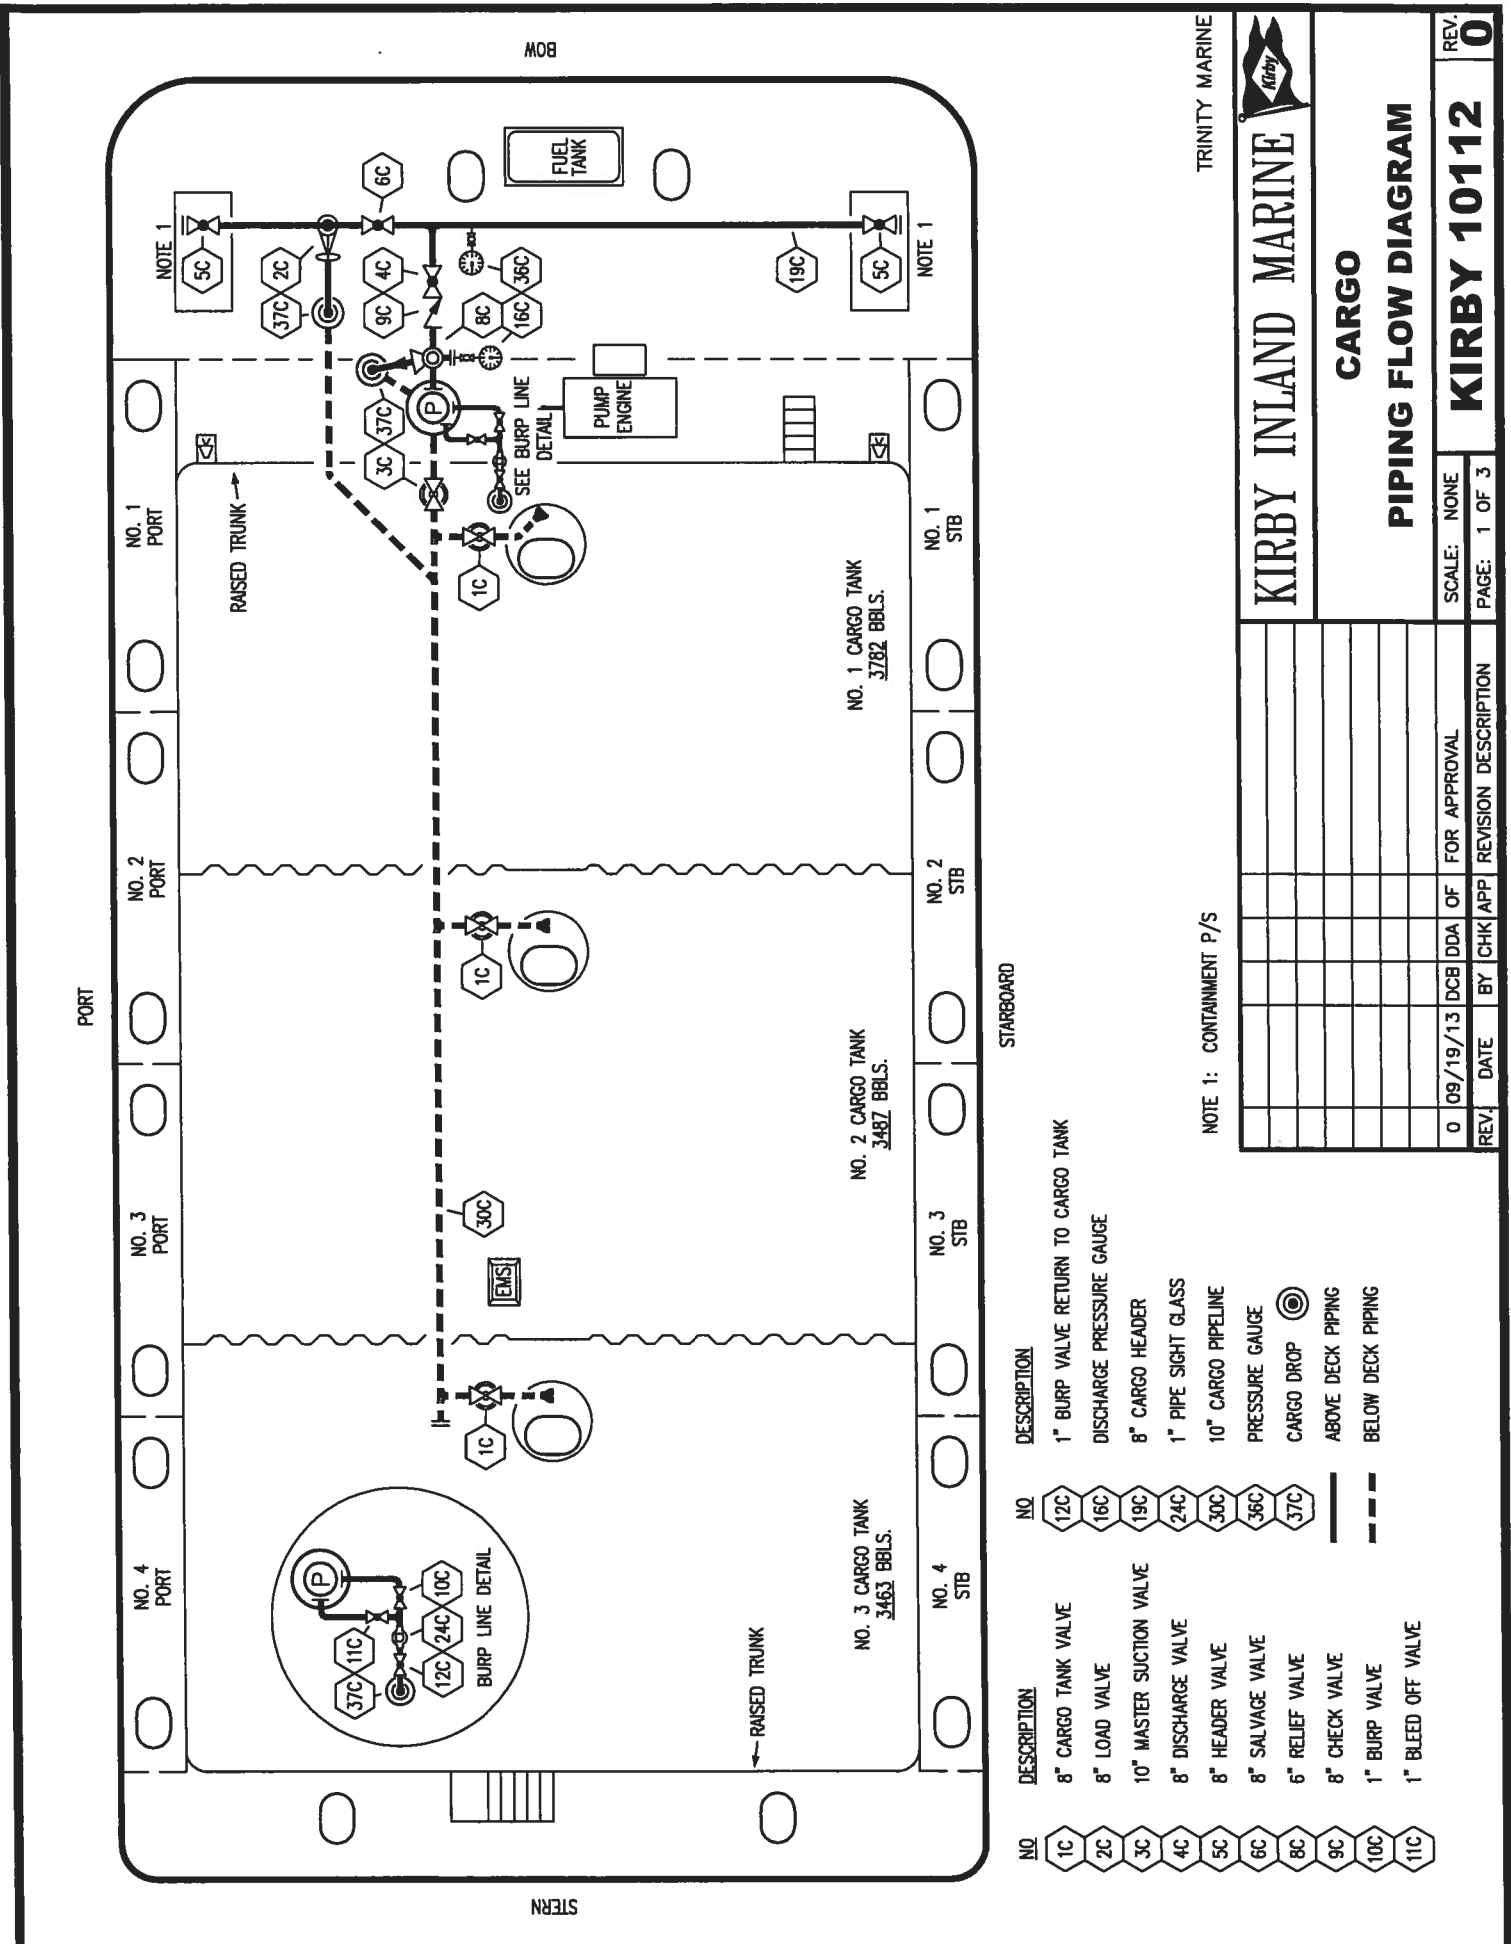 BOW
STERN
PORT
STARBOARD
NOTE 1
5C
37C
2C
6C
9C
4C
8C
16C
36C
19C
5C
NOTE 1
FUEL
TANK
3C
37C
P
SEE BURP LINE
DETAIL
PUMP
ENGINE
RAISED TRUNK
1C
NO. 1
PORT
NO. 1
STB
NO. 1 CARGO TANK
3782 BBLS.
NO. 2
PORT
NO. 2
STB
1C
NO. 2 CARGO TANK
3487 BBLS.
NO. 3
PORT
NO. 3
STB
30C
EMS
1C
NO. 3 CARGO TANK
3463 BBLS.
NO. 4
PORT
NO. 4
STB
P
37C
11C
12C
24C
10C
BURP LINE DETAIL
RAISED TRUNK
NO DESCRIPTION
1C 8" CARGO TANK VALVE
2C 8" LOAD VALVE
3C 10" MASTER SUCTION VALVE
4C 8" DISCHARGE VALVE
5C 8" HEADER VALVE
6C 8" SALVAGE VALVE
8C 6" RELIEF VALVE
9C 8" CHECK VALVE
10C 1" BURP VALVE
11C 1" BLEED OFF VALVE
NO DESCRIPTION
12C 1" BURP VALVE RETURN TO CARGO TANK
16C DISCHARGE PRESSURE GAUGE
19C 8" CARGO HEADER
24C 1" PIPE SIGHT GLASS
30C 10" CARGO PIPELINE
36C PRESSURE GAUGE
37C CARGO DROP
ABOVE DECK PIPING
BELOW DECK PIPING
NOTE 1: CONTAINMENT P/S
TRINITY MARINE
KIRBY INLAND MARINE
Kirby
CARGO
PIPING FLOW DIAGRAM
SCALE: NONE
PAGE: 1 OF 3
KIRBY 10112
REV.
0
0 09/19/13 DCB DDA OF FOR APPROVAL
REV. DATE BY CHK APP REVISION DESCRIPTION